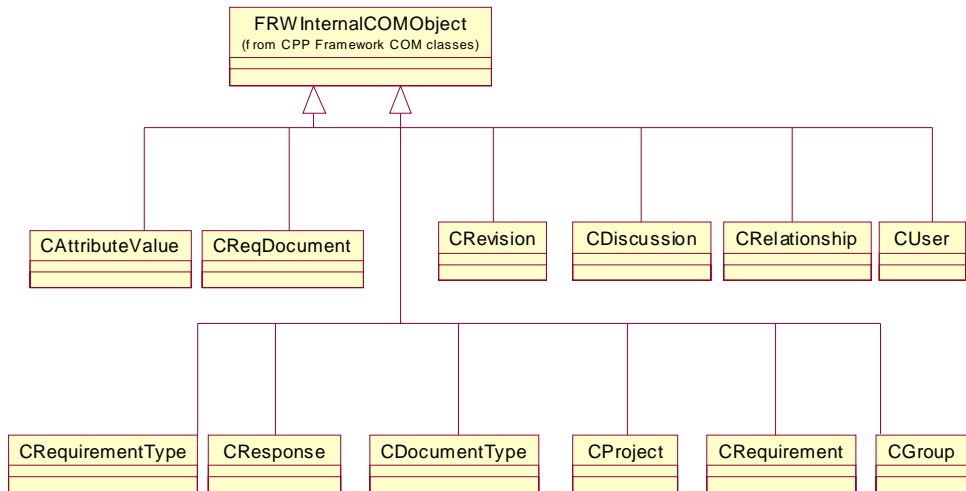 FRWInternalCOMObject
(from CPP Framework COM classes)
CAttributeValue
CReqDocument
CRevision
CDiscussion
CRelationship
CUser
CRequirementType
CResponse
CDocumentType
CProject
CRequirement
CGroup